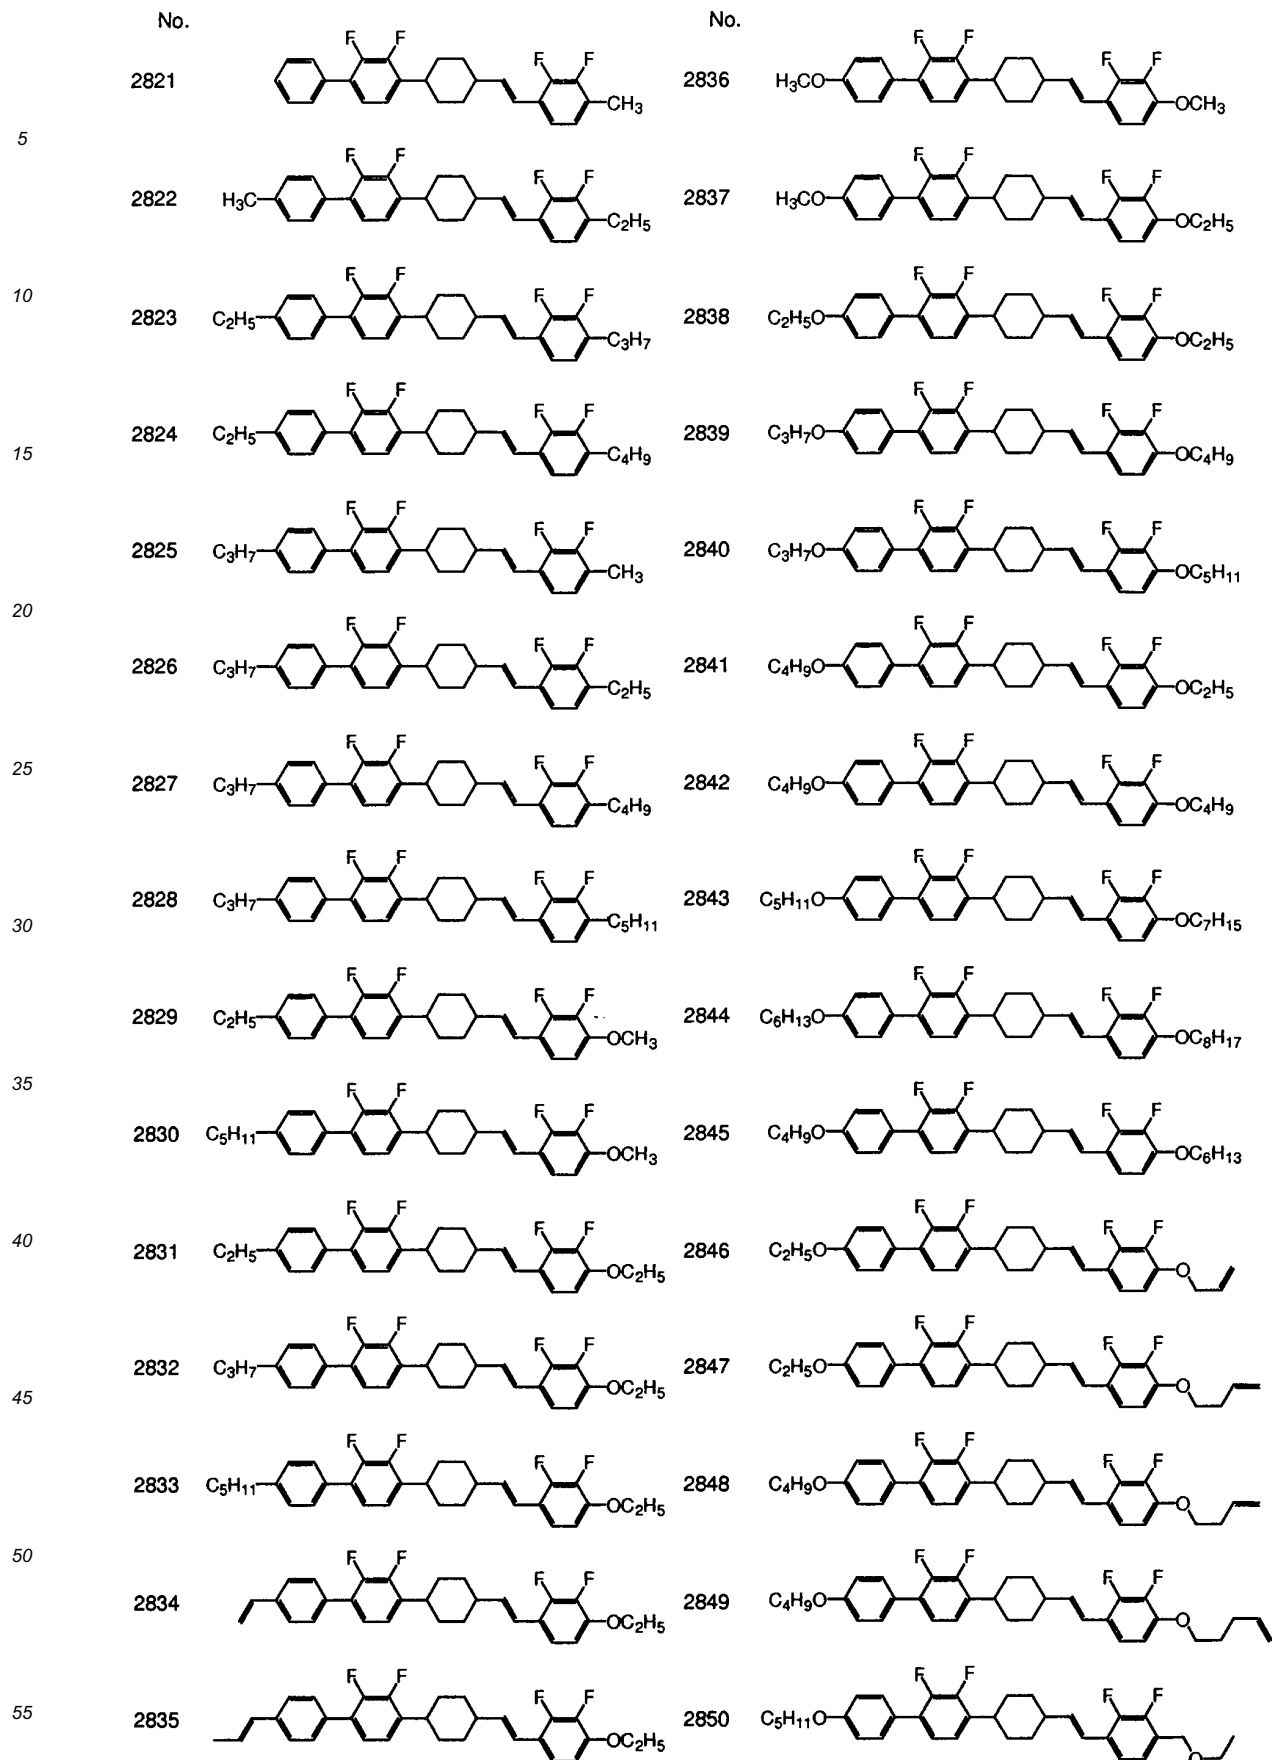 No.
No.
F F
F F
2821
CH3
F F
F F
2836
H3CO
OCH3
5
F F
F F
2822
H3C
C2H5
F F
F F
2837
H3CO
OC2H5
10
F F
F F
2823
C2H5
C3H7
F F
F F
2838
C2H5O
OC2H5
F F
F F
2824
C2H5
C4H9
F F
F F
2839
C3H7O
OC4H9
15
F F
F F
2825
C3H7
CH3
F F
F F
2840
C3H7O
OC5H11
20
F F
F F
2826
C3H7
C2H5
F F
F F
2841
C4H9O
OC2H5
25
F F
F F
2827
C3H7
C4H9
F F
F F
2842
C4H9O
OC4H9
F F
F F
2828
C3H7
C5H11
F F
F F
2843
C5H11O
OC7H15
30
F F
F F
2829
C2H5
OCH3
F F
F F
2844
C6H13O
OC8H17
35
F F
F F
2830
C5H11
OCH3
F F
F F
2845
C4H9O
OC6H13
40
F F
F F
2831
C2H5
OC2H5
F F
F F
2846
C2H5O
O
F F
F F
2832
C3H7
OC2H5
F F
F F
2847
C2H5O
O
45
F F
F F
2833
C5H11
OC2H5
F F
F F
2848
C4H9O
O
50
F F
F F
2834
OC2H5
F F
F F
2849
C4H9O
O
55
F F
F F
2835
OC2H5
F F
F F
2850
C5H11O
O